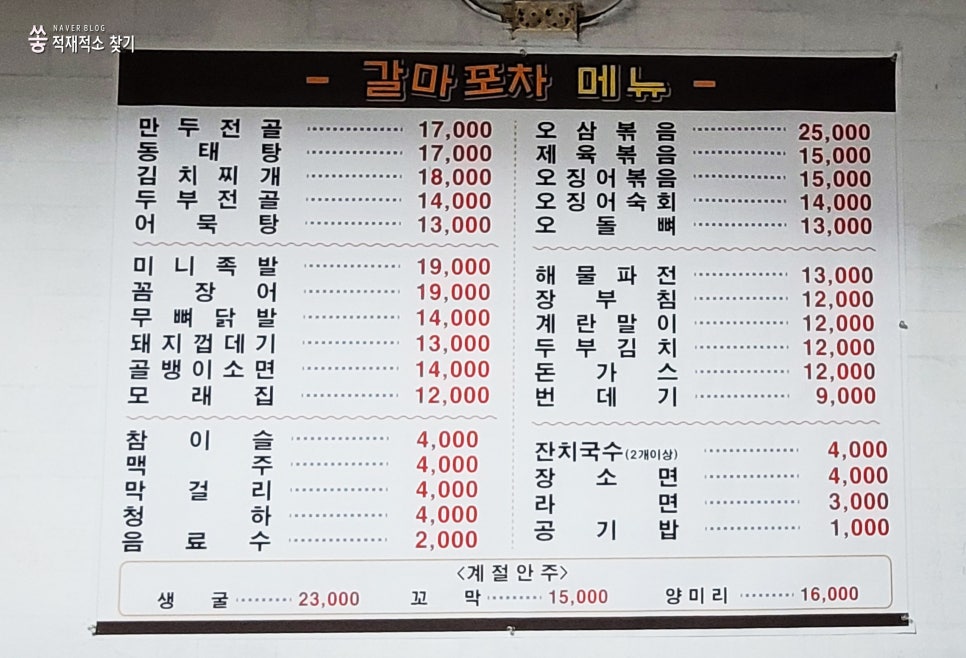 NAVER BLOG
쏭 적재적소 찾기
- 갈마포차 메뉴 -
만두전골 17,000
동태탕 17,000
김치찌개 18,000
두부전골 14,000
어묵탕 13,000
미니족발 19,000
꼼장어 19,000
무뼈닭발 14,000
돼지껍데기 13,000
골뱅이소면 14,000
모래집 12,000
참이슬 4,000
맥주 4,000
막걸리 4,000
청하 4,000
음료수 2,000
오삼볶음 25,000
제육볶음 15,000
오징어볶음 15,000
오징어숙회 14,000
오돌뼈 13,000
해물파전 13,000
장부침 12,000
계란말이 12,000
두부김치 12,000
돈가스 12,000
번데기 9,000
잔치국수(2개이상) 4,000
장소면 4,000
라면 3,000
공기밥 1,000
<계절안주>
생굴 23,000 꼬막 15,000 양미리 16,000